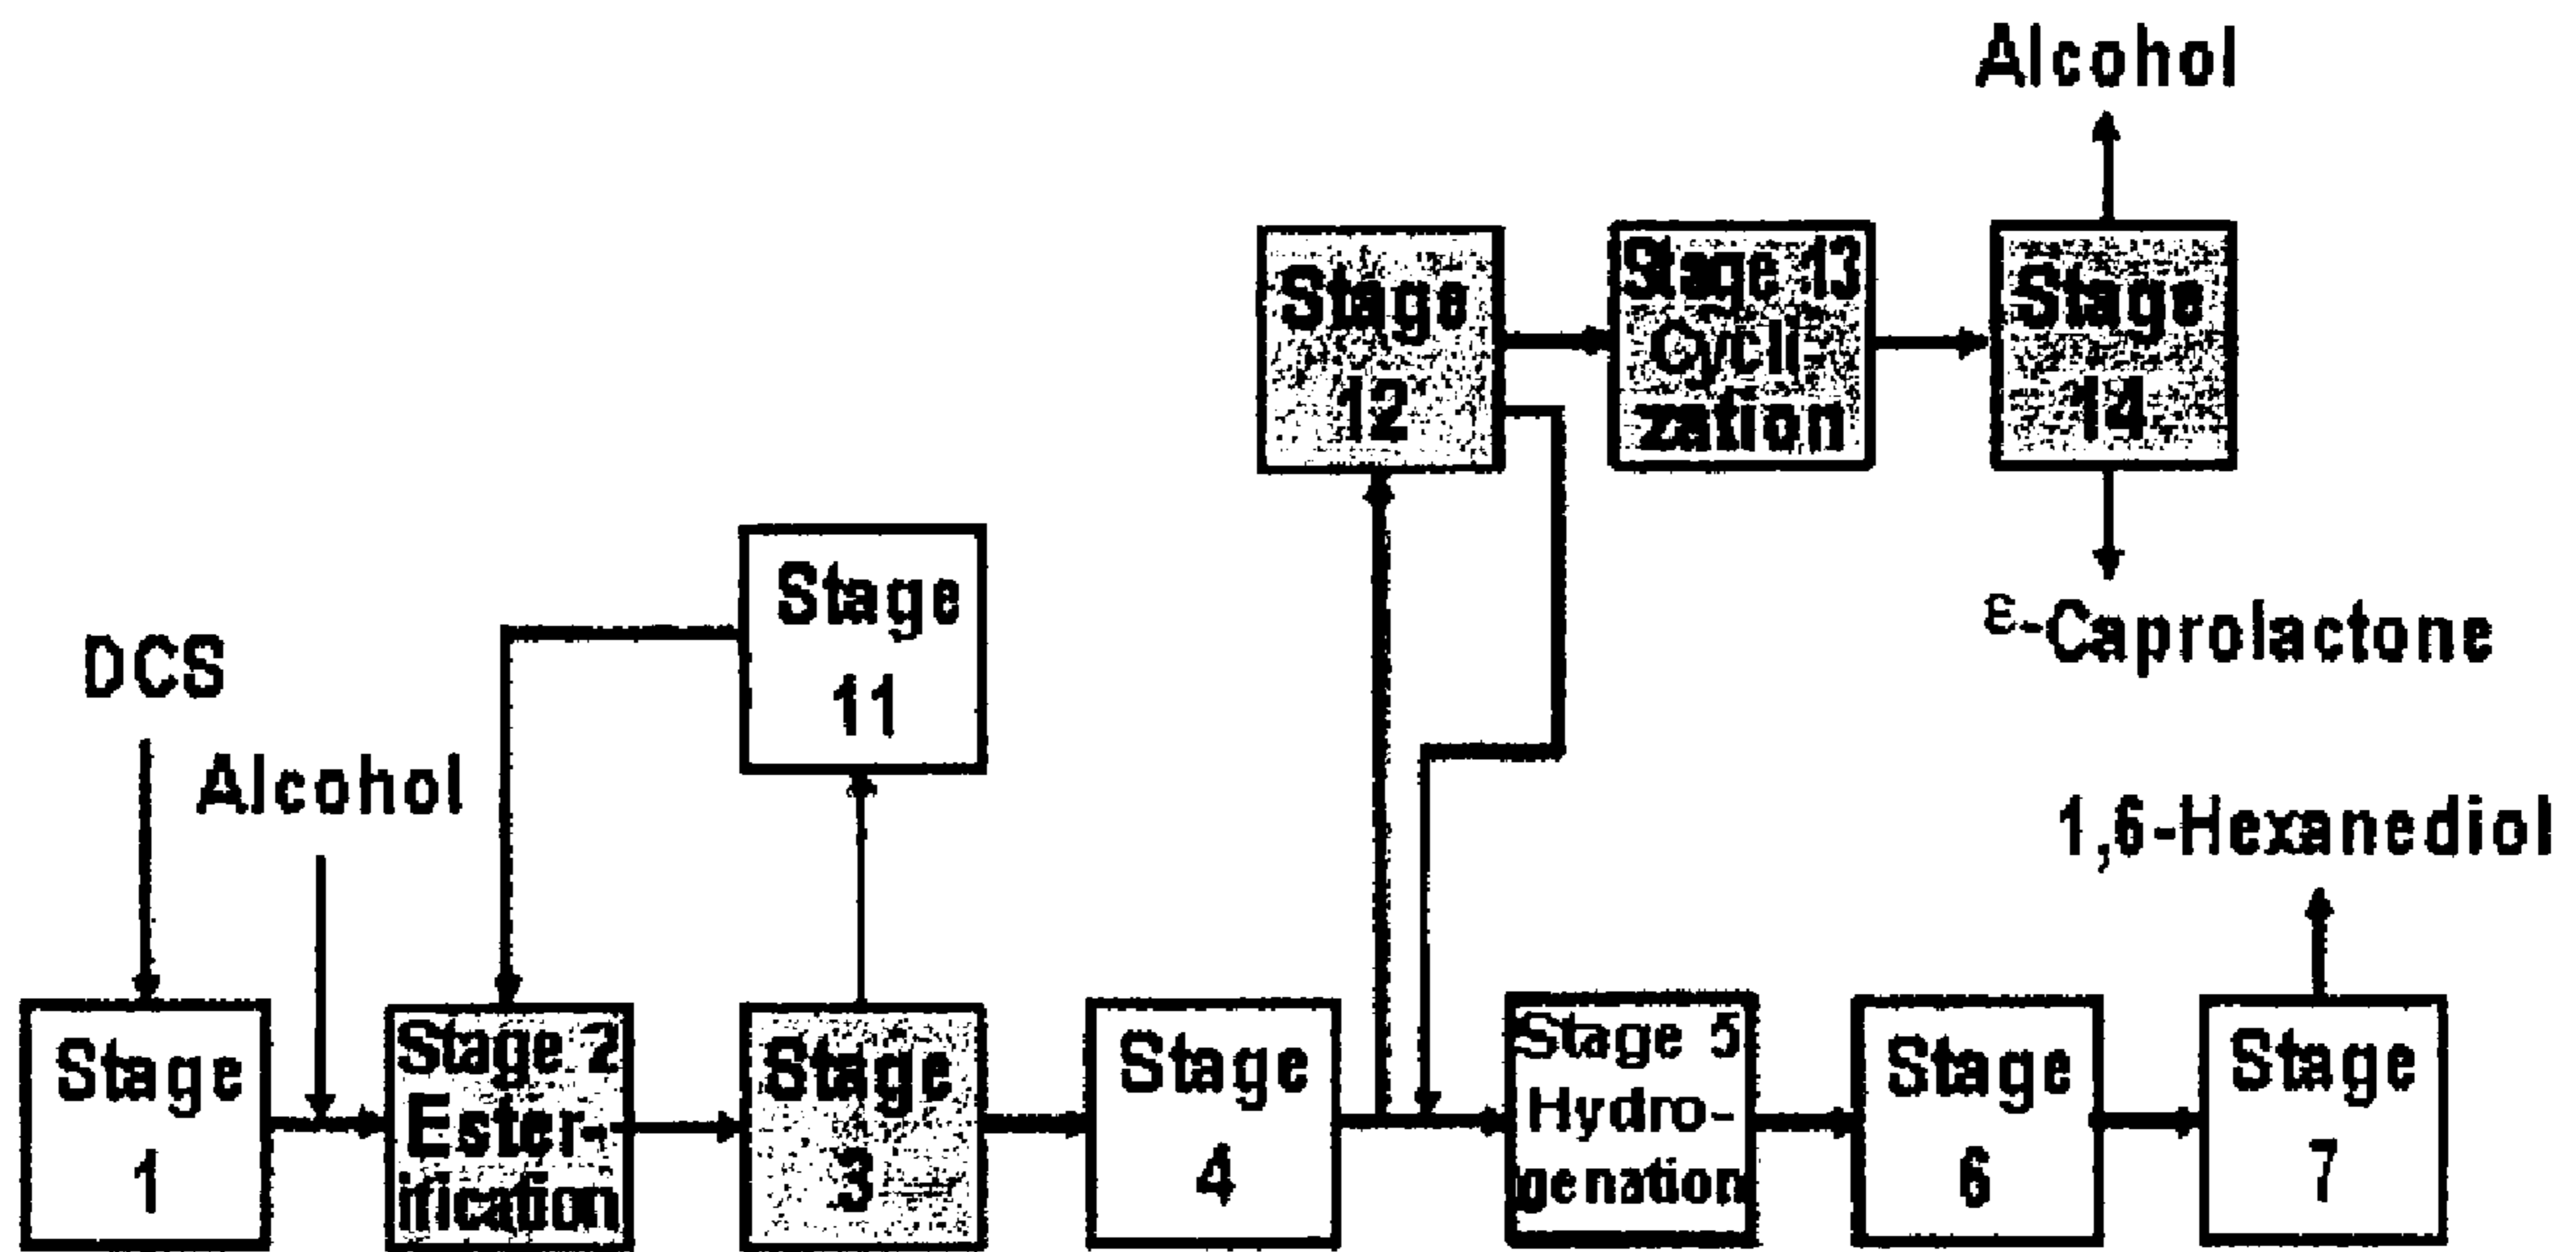 Alcohol
Stage
12
Stage 13
Cycli
zation
Stage
14
ε-Caprolactone
Stage
11
DCS
Alcohol
1,6-Hexanediol
Stage
1
Stage 2
Ester-
ification
Stage
3
Stage
4
Stage 5
Hydro-
genation
Stage
6
Stage
7